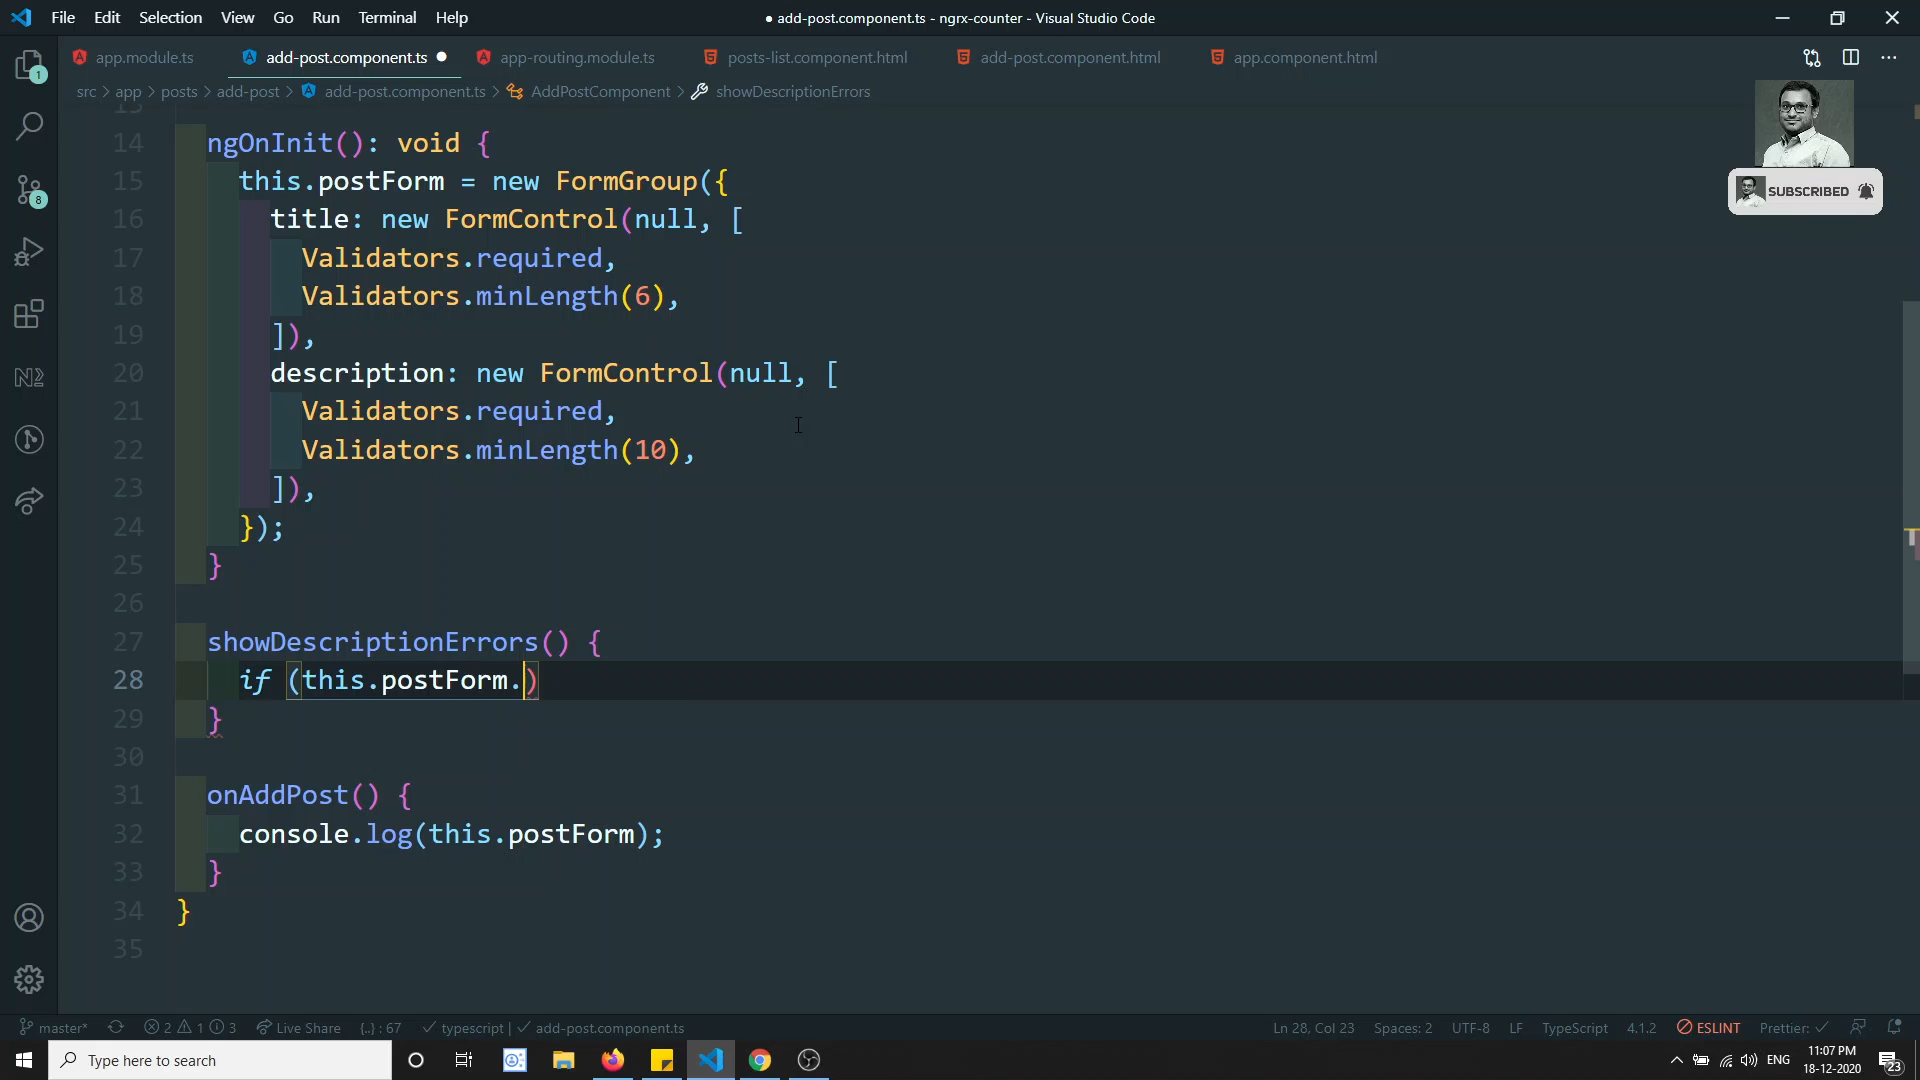 File Edit Selection View Go Run Terminal Help
● add-post.component.ts - ngrx-counter - Visual Studio Code
app.module.ts add-post.component.ts ● app-routing.module.ts posts-list.component.html add-post.component.html app.component.html
src > app > posts > add-post > add-post.component.ts > AddPostComponent > showDescriptionErrors
1
8
SUBSCRIBED
14 ngOnInit(): void {
15 this.postForm = new FormGroup({
16 title: new FormControl(null, [
17 Validators.required,
18 Validators.minLength(6),
19 ]),
20 description: new FormControl(null, [
21 Validators.required,
22 Validators.minLength(10),
23 ]),
24 });
25 }
26
27 showDescriptionErrors() {
28 if (this.postForm.)
29 }
30
31 onAddPost() {
32 console.log(this.postForm);
33 }
34 }
35
master* 2 1 3 Live Share {..} : 67 typescript | add-post.component.ts Ln 28, Col 23 Spaces: 2 UTF-8 LF TypeScript 4.1.2 ESLINT Prettier: ✓
Type here to search
ENG
11:07 PM
18-12-2020
23